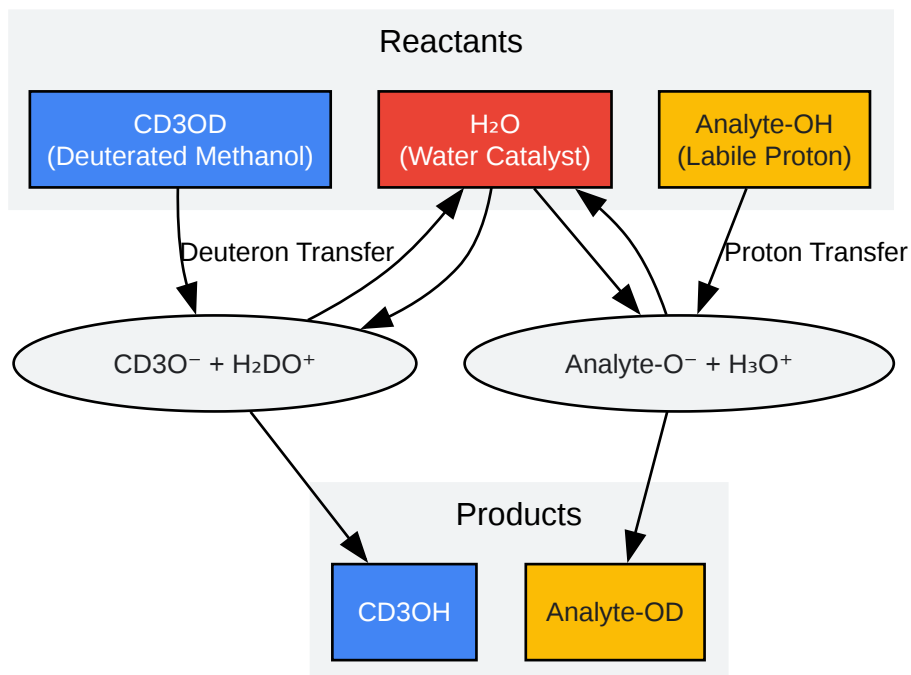 Reactants
CD3OD
(Deuterated Methanol)
H₂O
(Water Catalyst)
Analyte-OH
(Labile Proton)
Deuteron Transfer
Proton Transfer
CD3O⁻ + H₂DO⁺
Analyte-O⁻ + H₃O⁺
Products
CD3OH
Analyte-OD